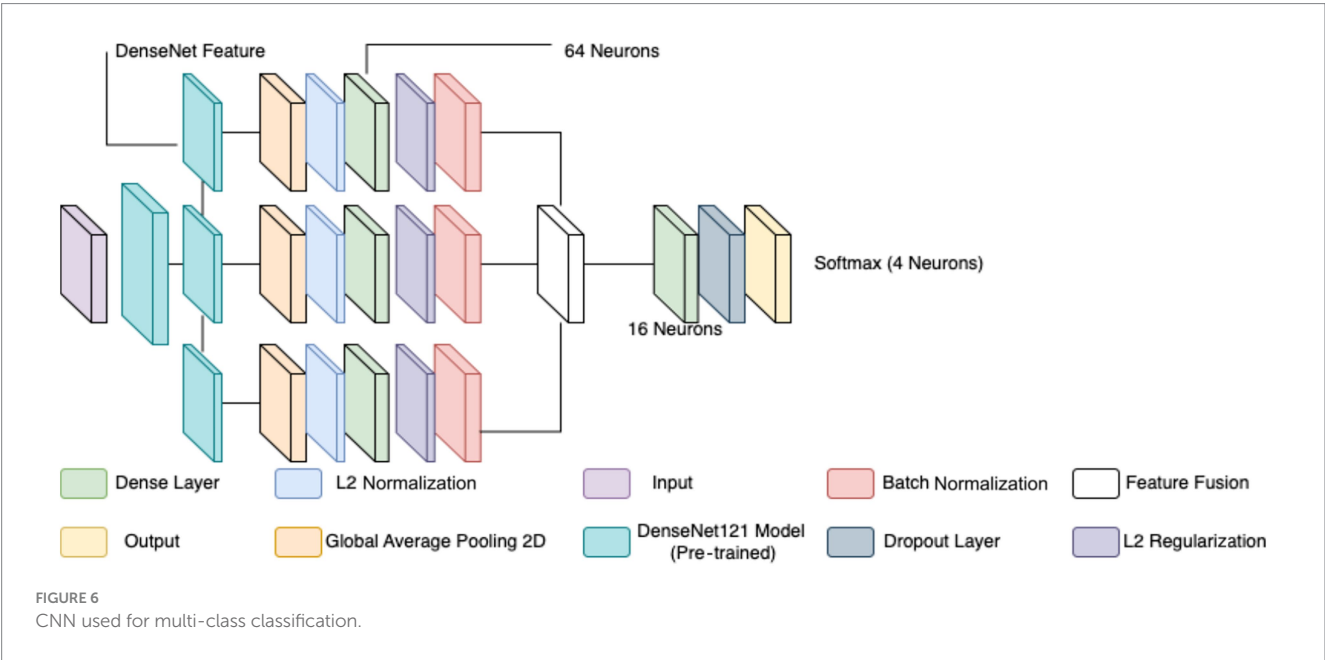 DenseNet Feature
64 Neurons
Softmax (4 Neurons)
16 Neurons
Dense Layer
L2 Normalization
Input
Batch Normalization
Feature Fusion
Output
Global Average Pooling 2D
DenseNet121 Model
(Pre-trained)
Dropout Layer
L2 Regularization
FIGURE 6
CNN used for multi-class classification.